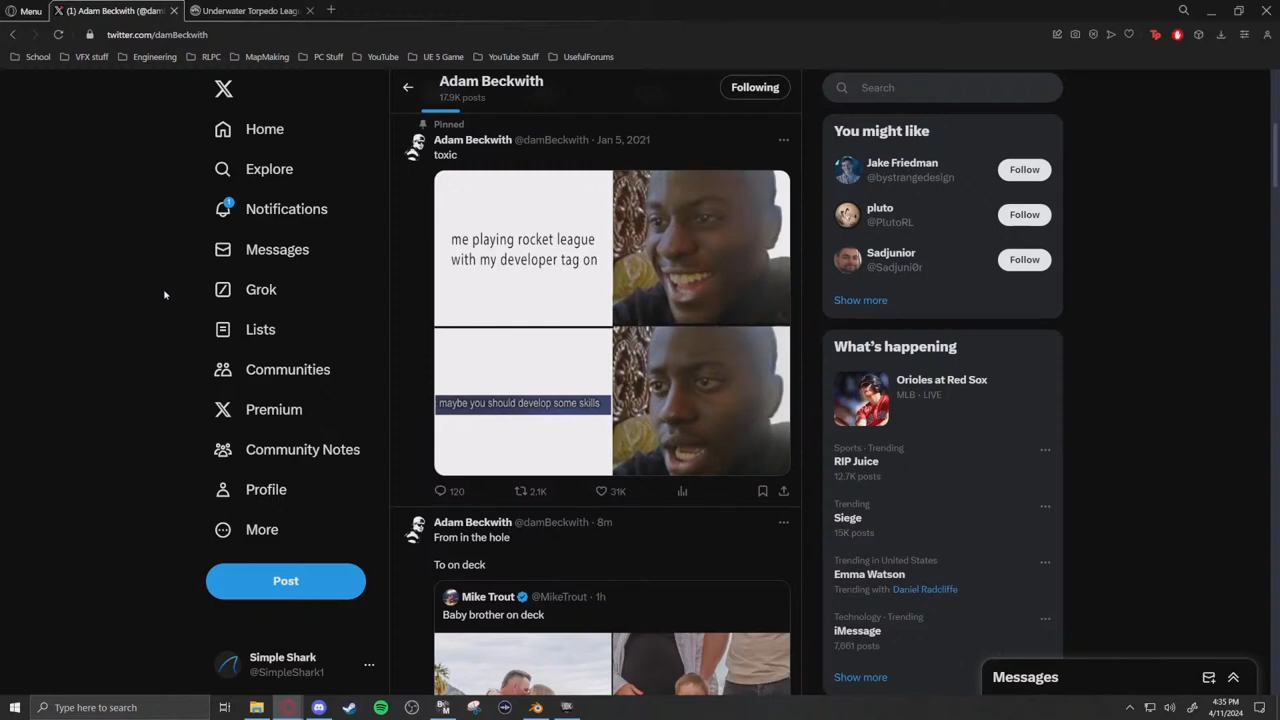 Menu
(1) Adam Beckwith (@dam
Underwater Torpedo Leag
twitter.com/damBeckwith
School
VFX stuff
Engineering
RLPC
MapMaking
PC Stuff
YouTube
UE 5 Game
YouTube Stuff
UsefulForums
Home
Explore
1
Notifications
Messages
Grok
Lists
Communities
Premium
Community Notes
Profile
More
Post
Simple Shark
@SimpleShark1
Adam Beckwith
17.9K posts
Following
Pinned
Adam Beckwith @damBeckwith · Jan 5, 2021
toxic
me playing rocket league
with my developer tag on
maybe you should develop some skills
120
2.1K
31K
Adam Beckwith @damBeckwith · 8m
From in the hole
To on deck
Mike Trout @MikeTrout · 1h
Baby brother on deck
Search
You might like
Jake Friedman
@bystrangedesign
Follow
pluto
@PlutoRL
Follow
Sadjunior
@Sadjuni0r
Follow
Show more
What's happening
Orioles at Red Sox
MLB · LIVE
Sports · Trending
RIP Juice
12.7K posts
Trending
Siege
15K posts
Trending in United States
Emma Watson
Trending with Daniel Radcliffe
Technology · Trending
iMessage
7,661 posts
Show more
Messages
Type here to search
4:35 PM
4/11/2024